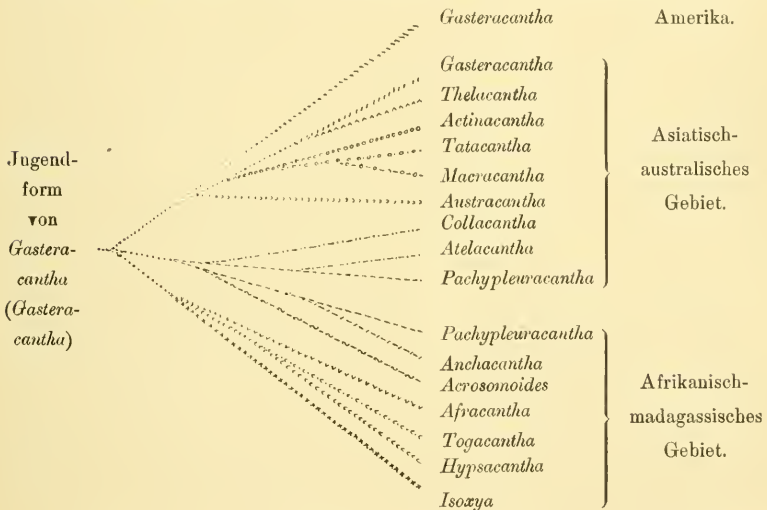 Jugend-
form
von
Gastera-
cantha
(Gastera-
cantha)
Gasteracantha
Amerika.
Gasteracantha
Thelacantha
Actinacantha
Tatacantha
Macracantha
Austracantha
Collacantha
Atelacantha
Pachypleuracantha
Asiatisch-
australisches
Gebiet.
Pachypleuracantha
Anchacantha
Acrosomoides
Afracantha
Togacantha
Hypsacantha
Isoxya
Afrikanisch-
madagassisches
Gebiet.